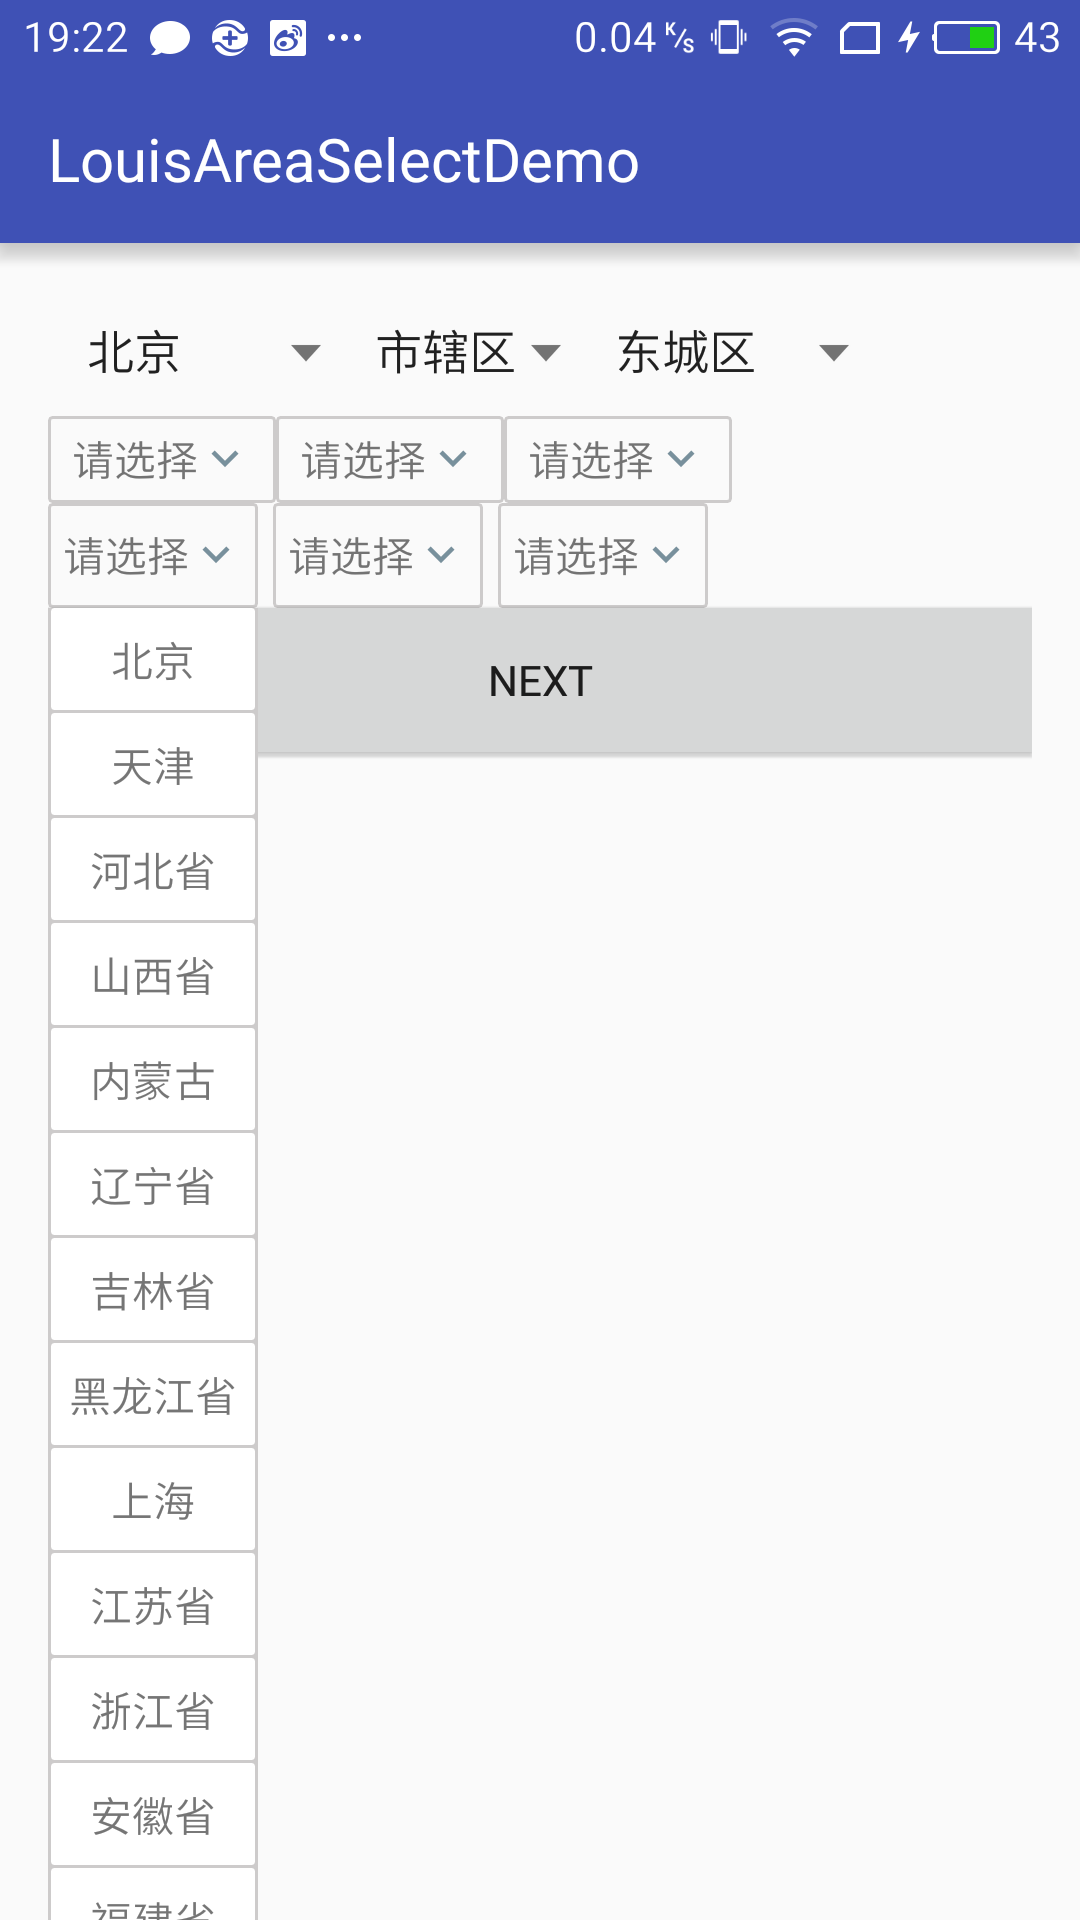 19:22 0.04 K/s 43
LouisAreaSelectDemo
北京 市辖区 东城区
请选择 请选择 请选择
请选择 请选择 请选择
北京
NEXT
天津
河北省
山西省
内蒙古
辽宁省
吉林省
黑龙江省
上海
江苏省
浙江省
安徽省
福建省